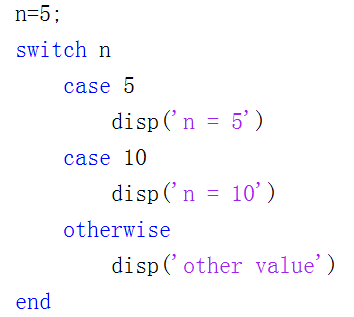 n=5;
switch n
    case 5
        disp('n = 5')
    case 10
        disp('n = 10')
    otherwise
        disp('other value')
end